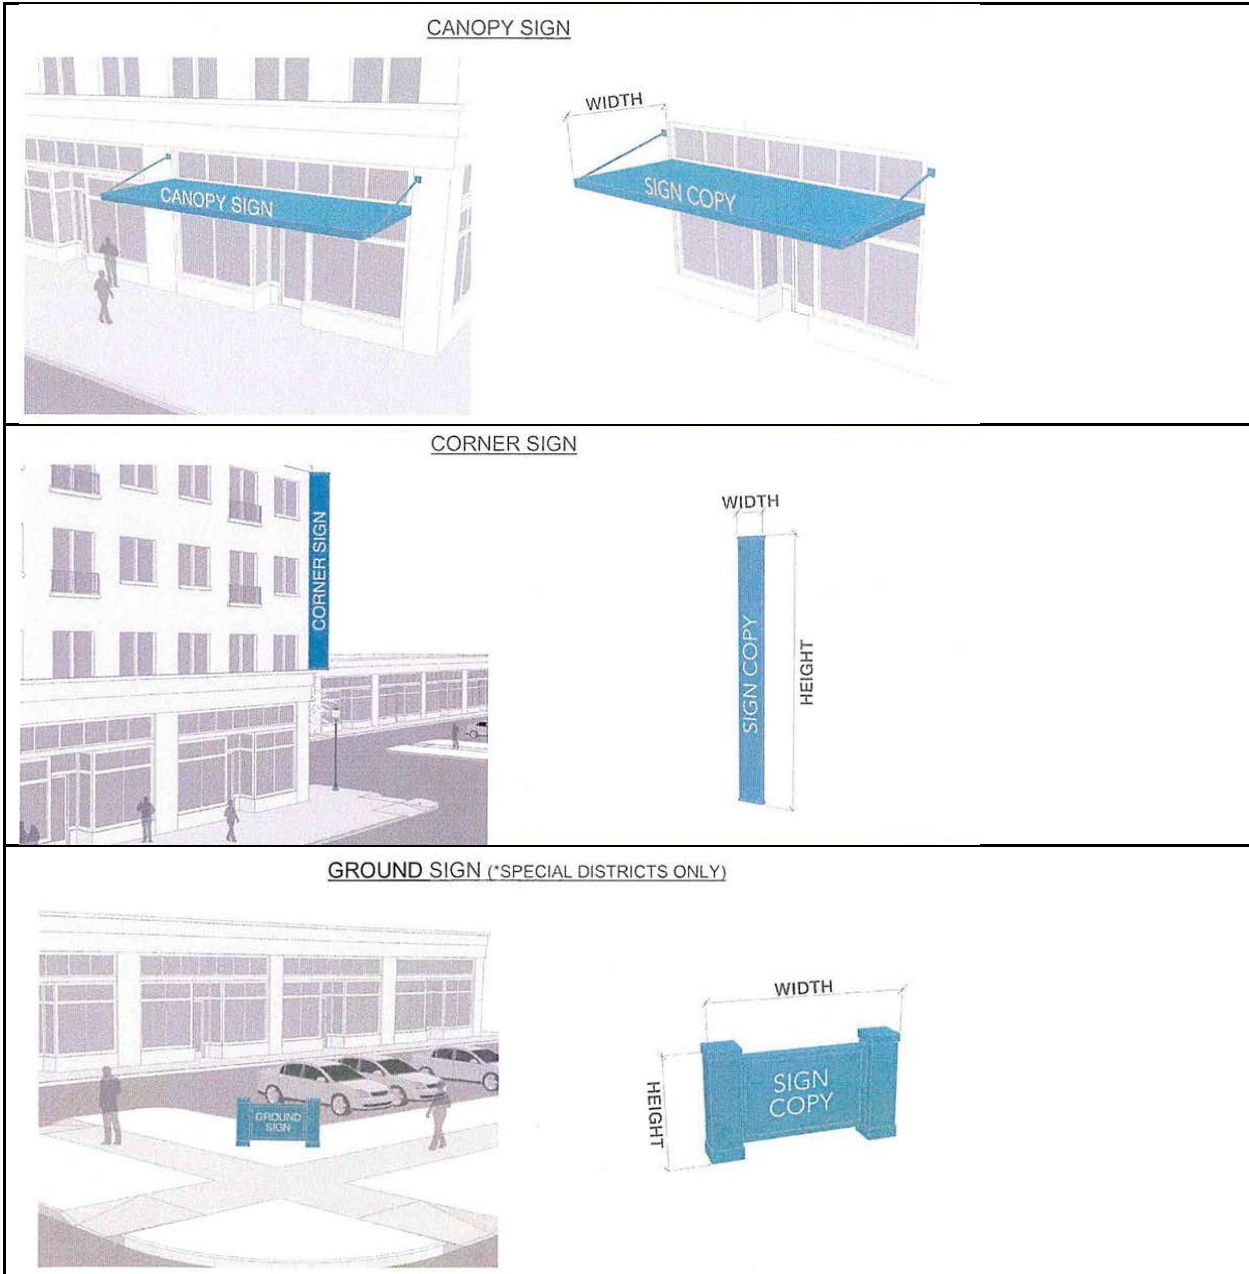 CANOPY SIGN
CANOPY SIGN
WIDTH
SIGN COPY
CORNER SIGN
CORNER SIGN
WIDTH
SIGN COPY
HEIGHT
GROUND SIGN (*SPECIAL DISTRICTS ONLY)
GROUND
SIGN
WIDTH
HEIGHT
SIGN
COPY